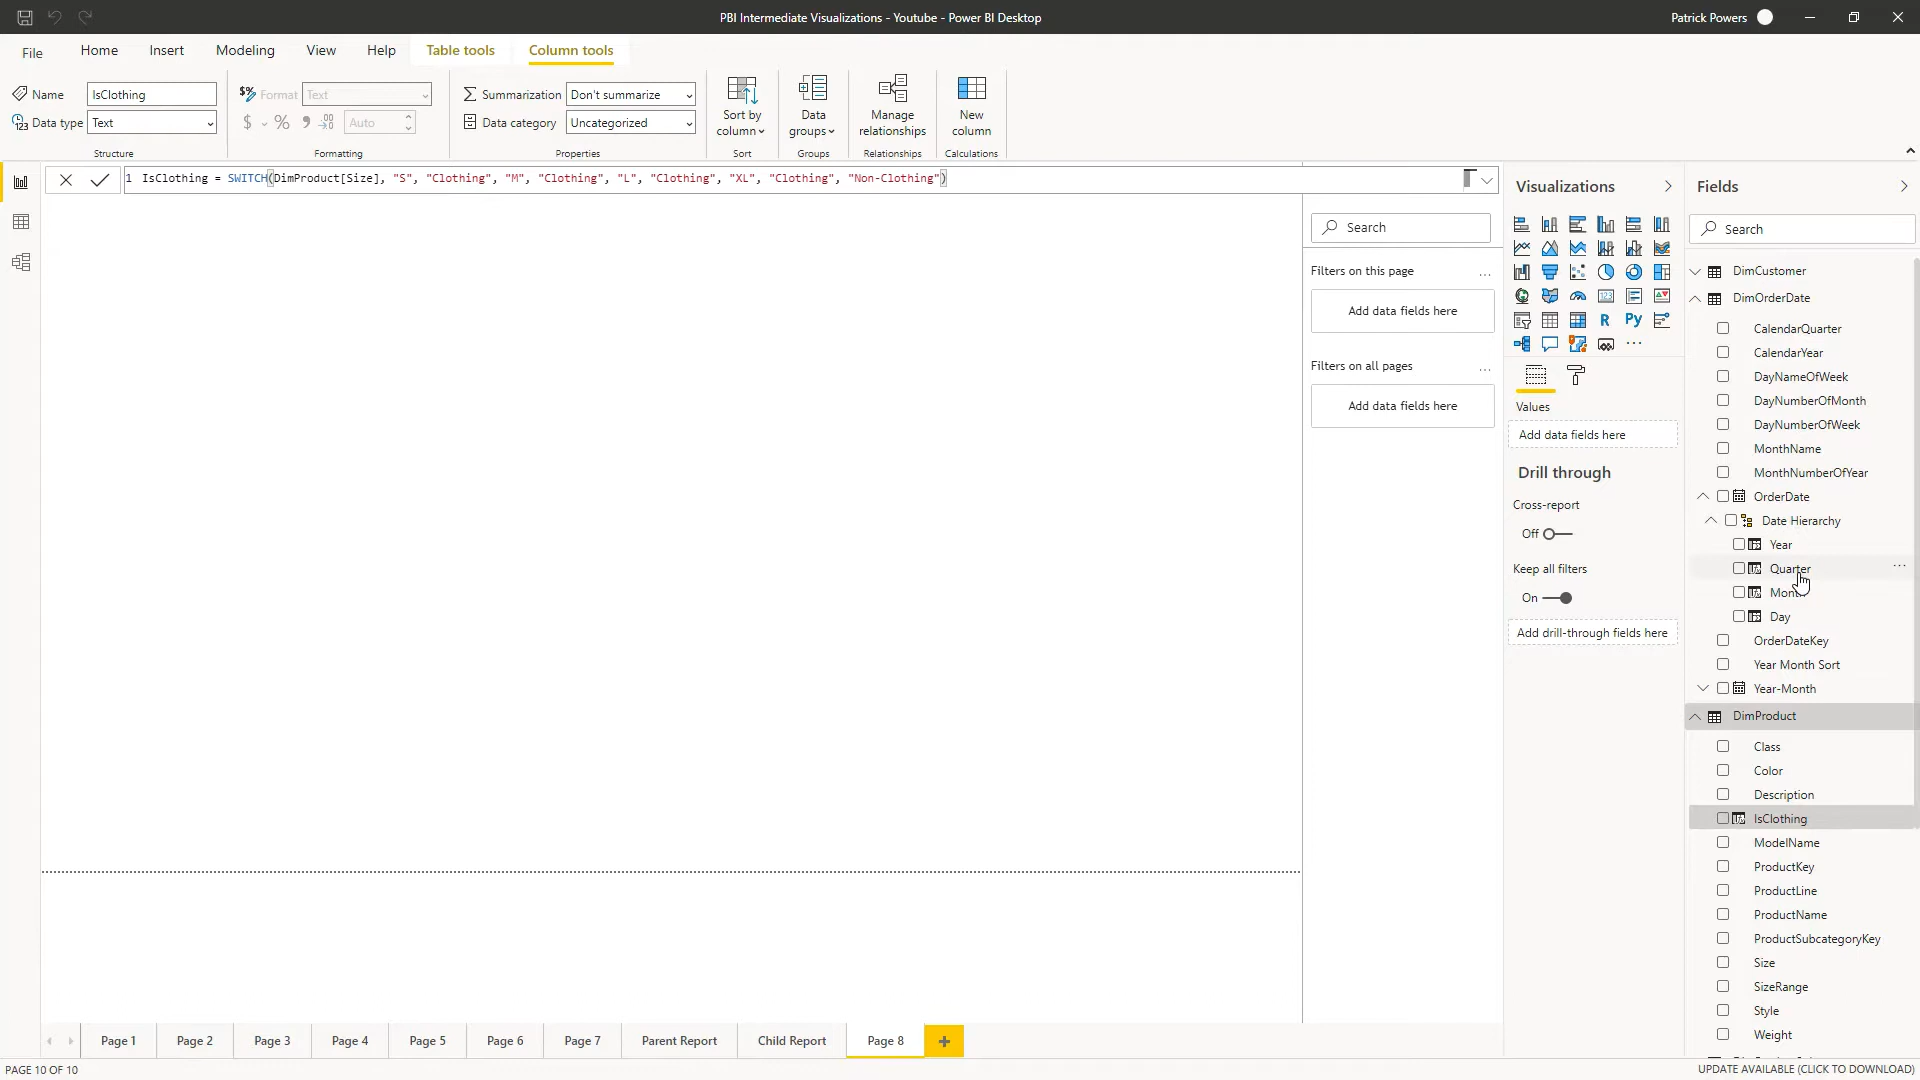 PBI Intermediate Visualizations - Youtube - Power BI Desktop
Patrick Powers
File
Home
Insert
Modeling
View
Help
Table tools
Column tools
Name
IsClothing
Data type
Text
Structure
Format
Text
$
%
Auto
Formatting
Summarization
Don't summarize
Data category
Uncategorized
Properties
Sort by
column
Sort
Data
groups
Groups
Manage
relationships
Relationships
New
column
Calculations
1 IsClothing = SWITCH(DimProduct[Size], "S", "Clothing", "M", "Clothing", "L", "Clothing", "XL", "Clothing", "Non-Clothing")
Search
Filters on this page
...
Add data fields here
Filters on all pages
...
Add data fields here
Visualizations
R
Py
...
Values
Add data fields here
Drill through
Cross-report
Off
Keep all filters
On
Add drill-through fields here
Fields
Search
DimCustomer
DimOrderDate
CalendarQuarter
CalendarYear
DayNameOfWeek
DayNumberOfMonth
DayNumberOfWeek
MonthName
MonthNumberOfYear
OrderDate
Date Hierarchy
Year
Quarter
...
Month
Day
OrderDateKey
Year Month Sort
Year-Month
DimProduct
Class
Color
Description
IsClothing
ModelName
ProductKey
ProductLine
ProductName
ProductSubcategoryKey
Size
SizeRange
Style
Weight
Page 1
Page 2
Page 3
Page 4
Page 5
Page 6
Page 7
Parent Report
Child Report
Page 8
+
PAGE 10 OF 10
UPDATE AVAILABLE (CLICK TO DOWNLOAD)